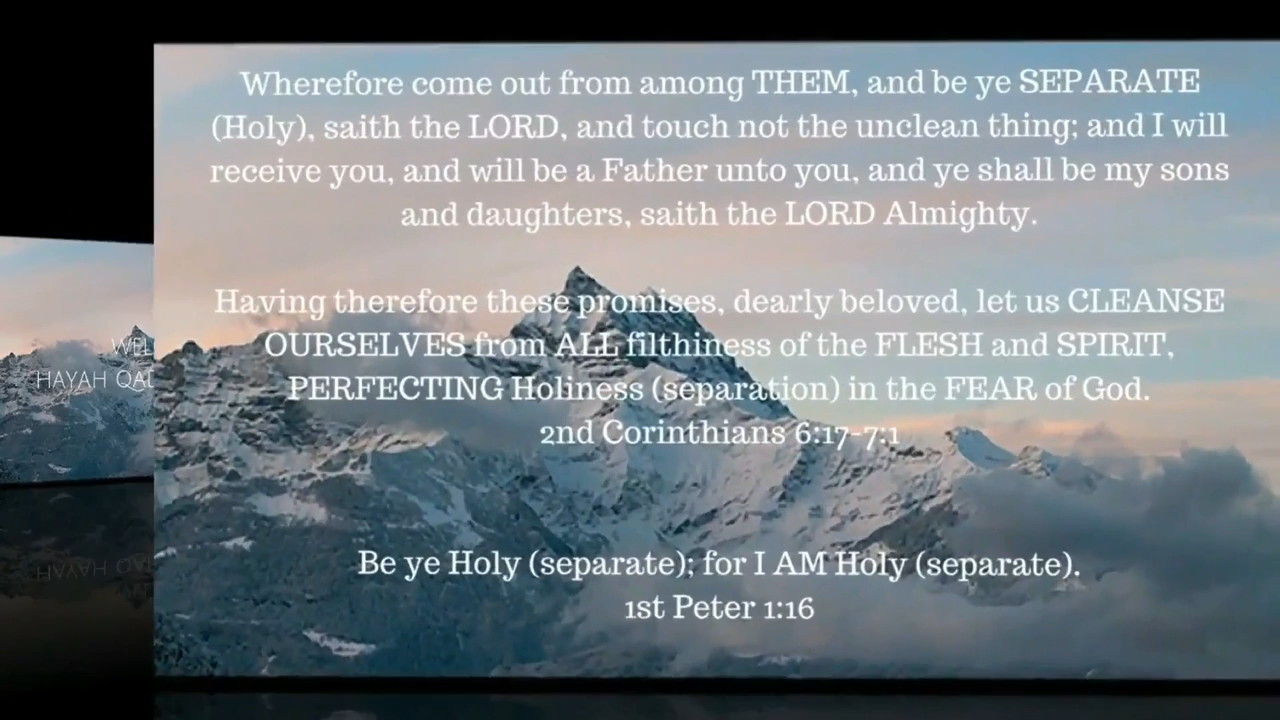 Wherefore come out from among THEM, and be ye SEPARATE
(Holy), saith the LORD, and touch not the unclean thing; and I will
receive you, and will be a Father unto you, and ye shall be my sons
and daughters, saith the LORD Almighty.
Having therefore these promises, dearly beloved, let us CLEANSE
OURSELVES from ALL filthiness of the FLESH and SPIRIT,
PERFECTING Holiness (separation) in the FEAR of God.
2nd Corinthians 6:17-7:1
Be ye Holy (separate); for I AM Holy (separate).
1st Peter 1:16
HAYAH